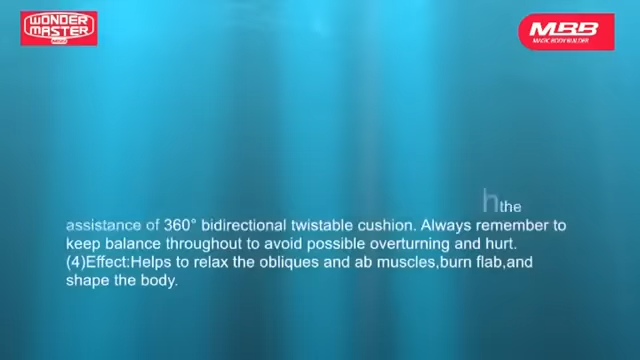 WONDER
MASTER
MBB
MAGIC BODY BUILDER
h the
assistance of 360° bidirectional twistable cushion. Always remember to
keep balance throughout to avoid possible overturning and hurt.
(4)Effect:Helps to relax the obliques and ab muscles,burn flab,and
shape the body.